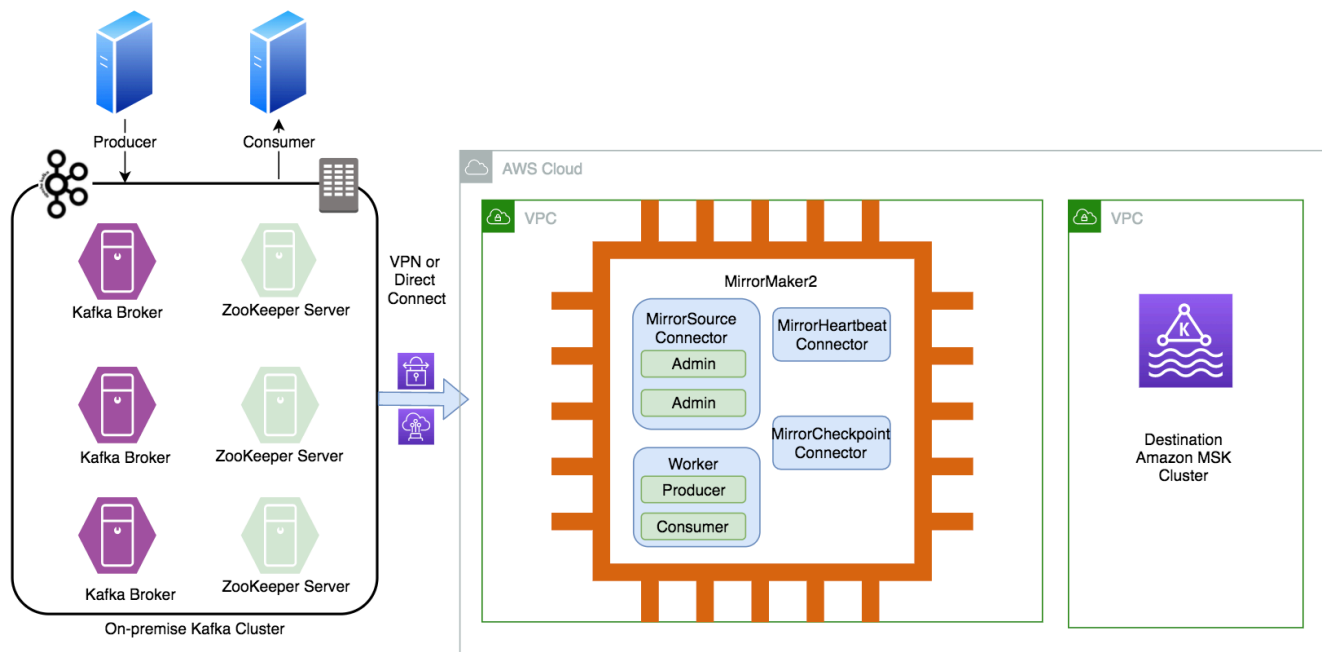 Producer
Consumer
AWS Cloud
VPC
VPC
Kafka Broker
ZooKeeper Server
Kafka Broker
ZooKeeper Server
Kafka Broker
ZooKeeper Server
On-premise Kafka Cluster
VPN or
Direct
Connect
MirrorMaker2
MirrorSource
Connector
Admin
Admin
MirrorHeartbeat
Connector
MirrorCheckpoint
Connector
Worker
Producer
Consumer
K
Destination
Amazon MSK
Cluster